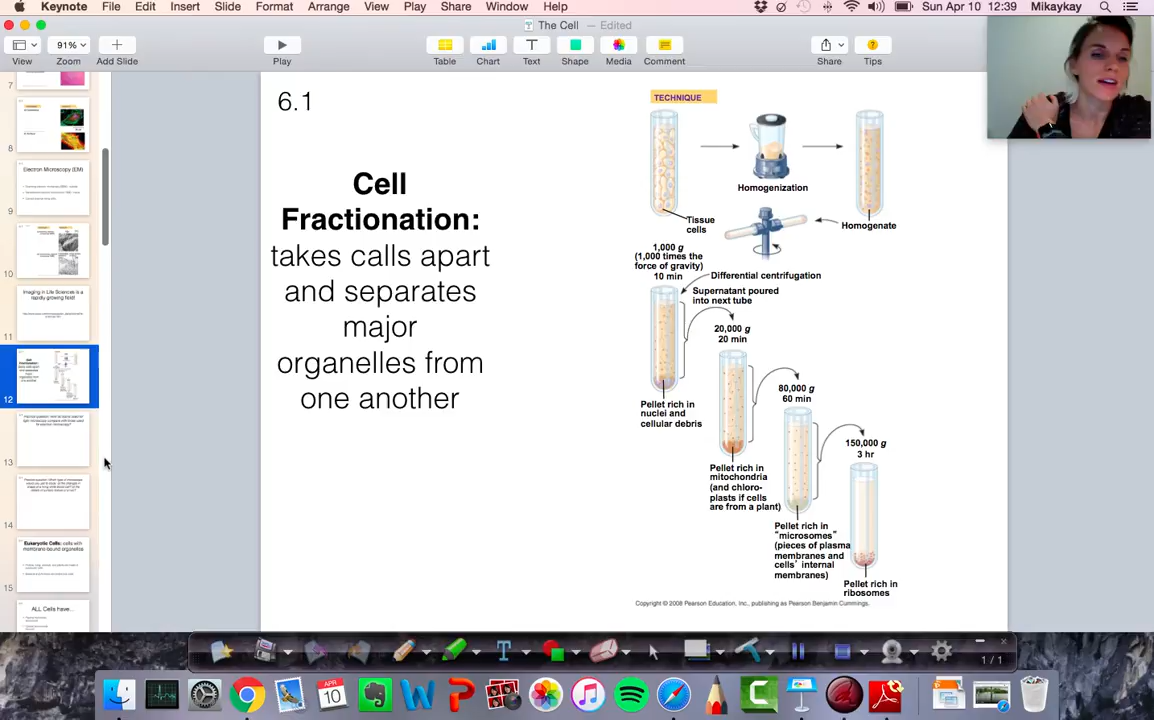 Keynote File Edit Insert Slide Format Arrange View Play Share Window Help Sun Apr 10 12:39 Mikaykay
The Cell — Edited
91%
View Zoom Add Slide Play Table Chart Text Shape Media Comment Share Tips
6.1
Cell
Fractionation:
takes calls apart
and separates
major
organelles from
one another
TECHNIQUE
Homogenization
Tissue
cells
Homogenate
1,000 g
(1,000 times the
force of gravity)
10 min
Differential centrifugation
Supernatant poured
into next tube
20,000 g
20 min
80,000 g
60 min
Pellet rich in
nuclei and
cellular debris
150,000 g
3 hr
Pellet rich in
mitochondria
(and chloro-
plasts if cells
are from a plant)
Pellet rich in
“microsomes”
(pieces of plasma
membranes and
cells’ internal
membranes)
Pellet rich in
ribosomes
Copyright © 2008 Pearson Education, Inc., publishing as Pearson Benjamin Cummings.
7
8
Electron Microscopy (EM)
9
10
Imaging in Life Sciences is a
rapidly growing field!
11
12
13
14
Eukaryotic Cells: cells with
membrane bound organelles
15
ALL Cells have...
1 / 1
APR
10